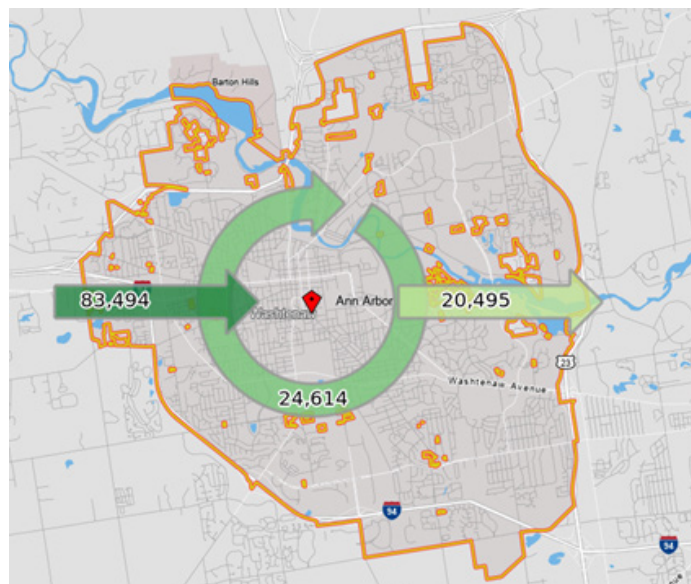 Barton Hills
83,494
Ann Arbor
Washtenaw
20,495
23
Washtenaw Avenue
24,614
94
94